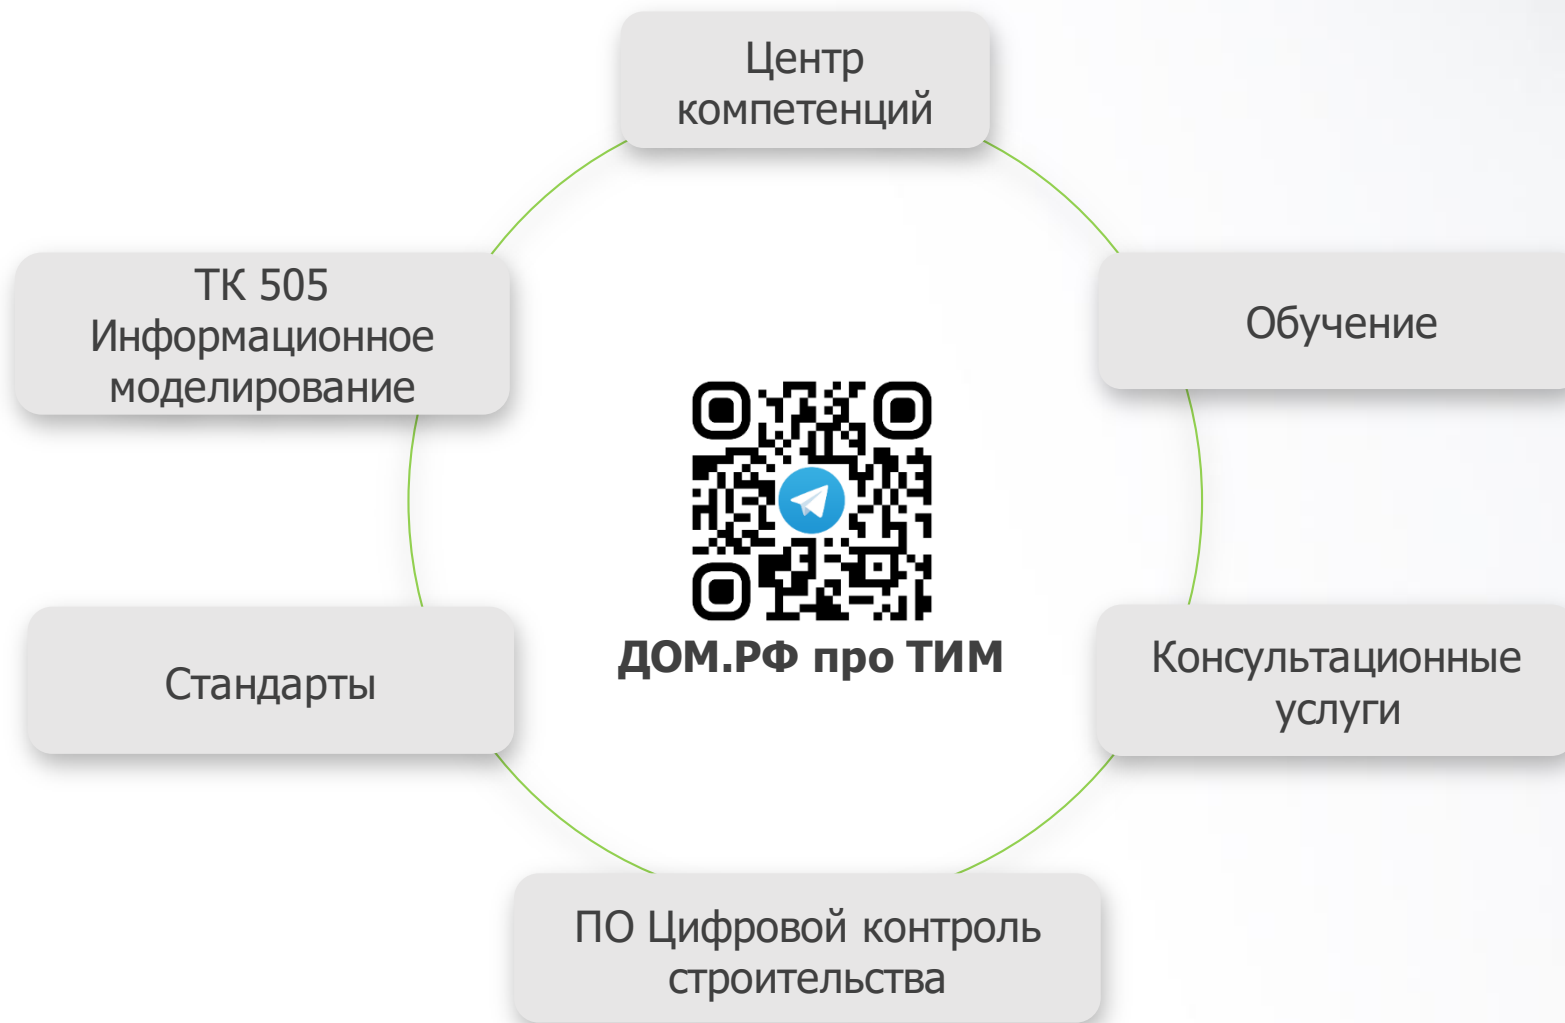 Центр
компетенций
ТК 505
Информационное
моделирование
Обучение
ДОМ.РФ про ТИМ
Стандарты
Консультационные
услуги
ПО Цифровой контроль
строительства